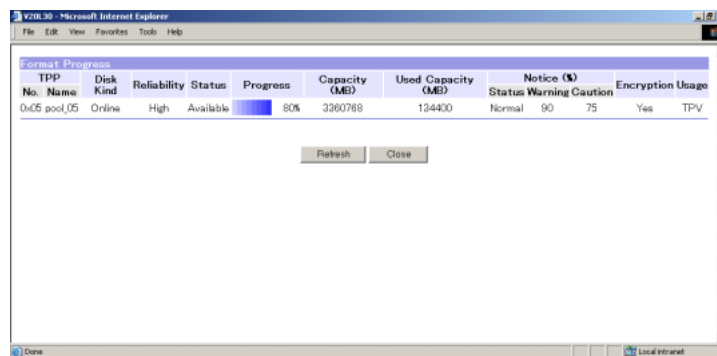 V20L30 - Microsoft Internet Explorer
File Edit View Favorites Tools Help
Format Progress
TPP Disk Kind Reliability Status Progress Capacity (MB) Used Capacity (MB) Notice (%) Encryption Usage
No. Name Status Warning Caution
0x05 pool_05 Online High Available 80% 3360768 134400 Normal 90 75 Yes TPV
Refresh Close
Done Local intranet